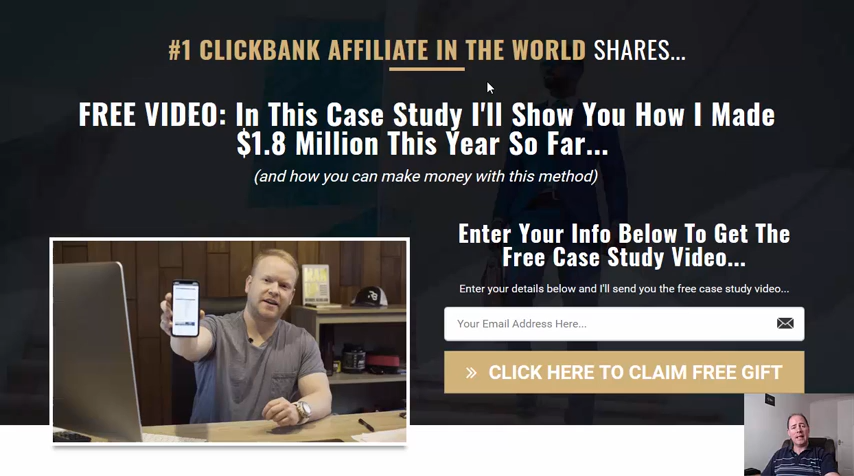 #1 CLICKBANK AFFILIATE IN THE WORLD SHARES...
FREE VIDEO: In This Case Study I'll Show You How I Made
$1.8 Million This Year So Far...
(and how you can make money with this method)
Enter Your Info Below To Get The
Free Case Study Video...
Enter your details below and I'll send you the free case study video...
Your Email Address Here...
» CLICK HERE TO CLAIM FREE GIFT